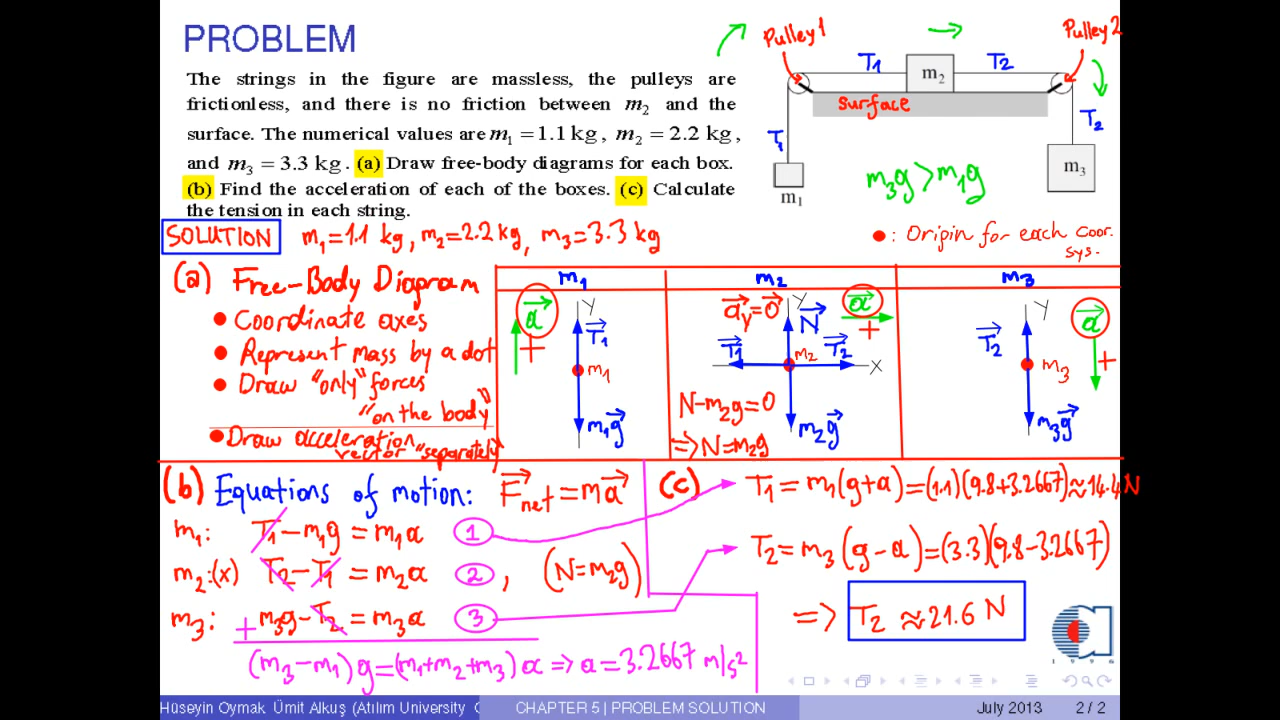 PROBLEM
The strings in the figure are massless, the pulleys are
frictionless, and there is no friction between m₂ and the
surface. The numerical values are m₁ = 1.1 kg, m₂ = 2.2 kg,
and m₃ = 3.3 kg. (a) Draw free-body diagrams for each box.
(b) Find the acceleration of each of the boxes. (c) Calculate
the tension in each string.
Pulley 1
Pulley 2
T₁
m₂
T₂
surface
T₁
T₂
m₃
m₁
m₃g > m₁g
SOLUTION
m₁=1.1 kg, m₂=2.2 kg, m₃=3.3 kg
●: Oripin for each coor.
sys.
(a) Free-Body Diagram
● Coordinate axes
● Represent mass by a dot
● Draw "only" forces
"on the body"
● Draw acceleration
vector "separately"
m₁
a⃗
+
Y
T⃗₁
m₁
m₁g⃗
m₂
a⃗y=0⃗
Y
N⃗
a⃗
+
T⃗₁
m₂
T⃗₂
X
N-m₂g=0
m₂g⃗
=> N=m₂g
m₃
Y
T⃗₂
a⃗
+
m₃
m₃g⃗
(b) Equations of motion: F⃗net = ma⃗
m₁: T₁-m₁g = m₁a 1
m₂:(x) T₂-T₁ = m₂a 2, (N=m₂g)
m₃: m₃g-T₂ = m₃a 3
+
(m₃-m₁)g=(m₁+m₂+m₃)a => a=3.2667 m/s²
(c) T₁ = m₁(g+a)=(1.1)(9.8+3.2667)≈14.4 N
T₂= m₃(g-a)=(3.3)(9.8-3.2667)
=> T₂ ≈21.6 N
1996
Hüseyin Oymak, Ümit Alkuş (Atılım University
CHAPTER 5 | PROBLEM SOLUTION
July 2013
2 / 2